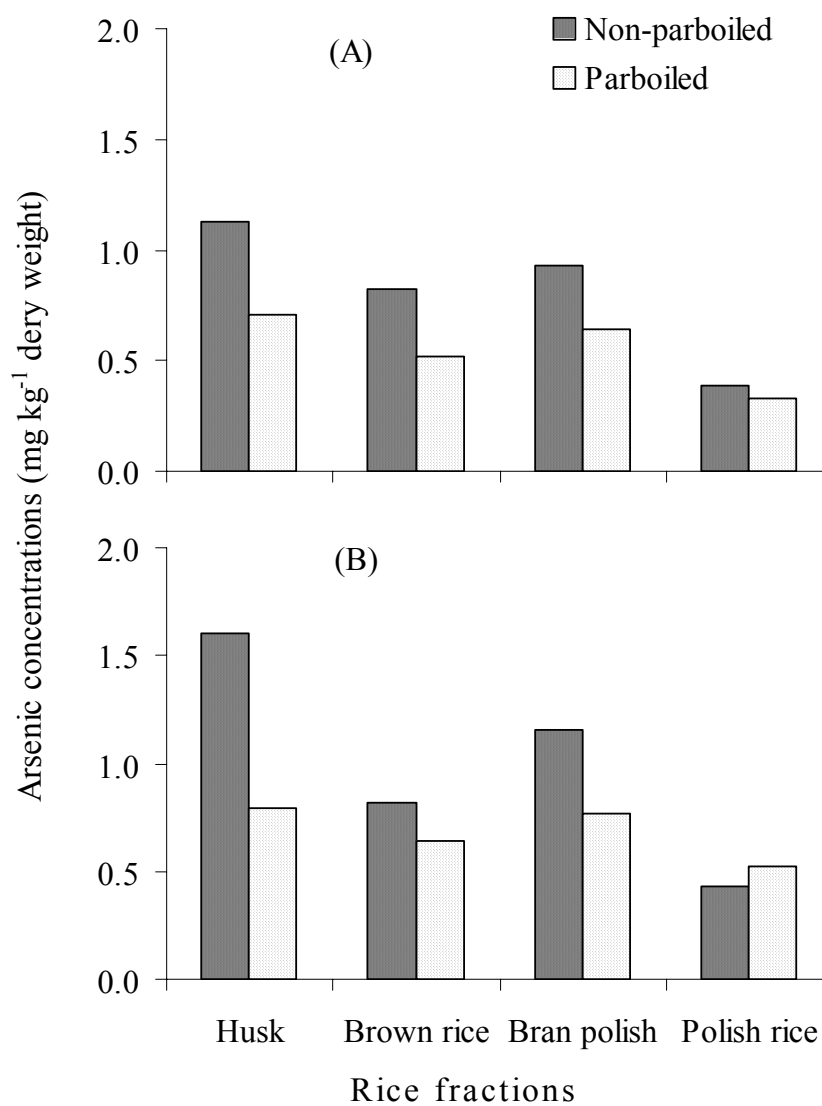 Arsenic concentrations (mg kg⁻¹ dery weight)
(A)
Non-parboiled
Parboiled
2.0
1.5
1.0
0.5
0.0
(B)
2.0
1.5
1.0
0.5
0.0
Husk Brown rice Bran polish Polish rice
Rice fractions